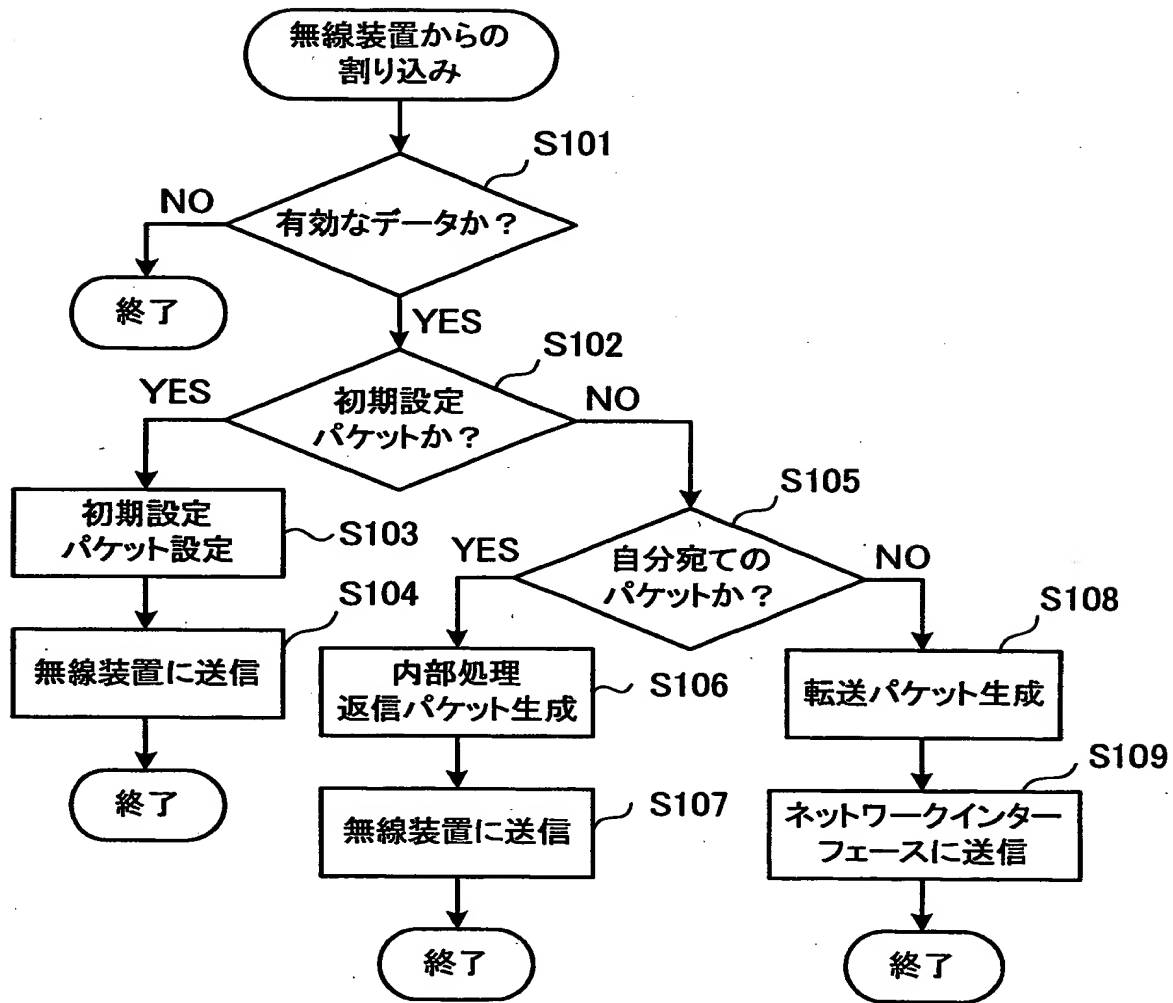 無線装置からの
割り込み
S101
NO
有効なデータか？
終了
YES
S102
YES
初期設定
パケットか？
NO
初期設定
パケット設定
S103
S105
YES
自分宛ての
パケットか？
NO
S104
無線装置に送信
終了
内部処理
返信パケット生成
S106
S108
転送パケット生成
無線装置に送信
S107
S109
ネットワークインター
フェースに送信
終了
終了